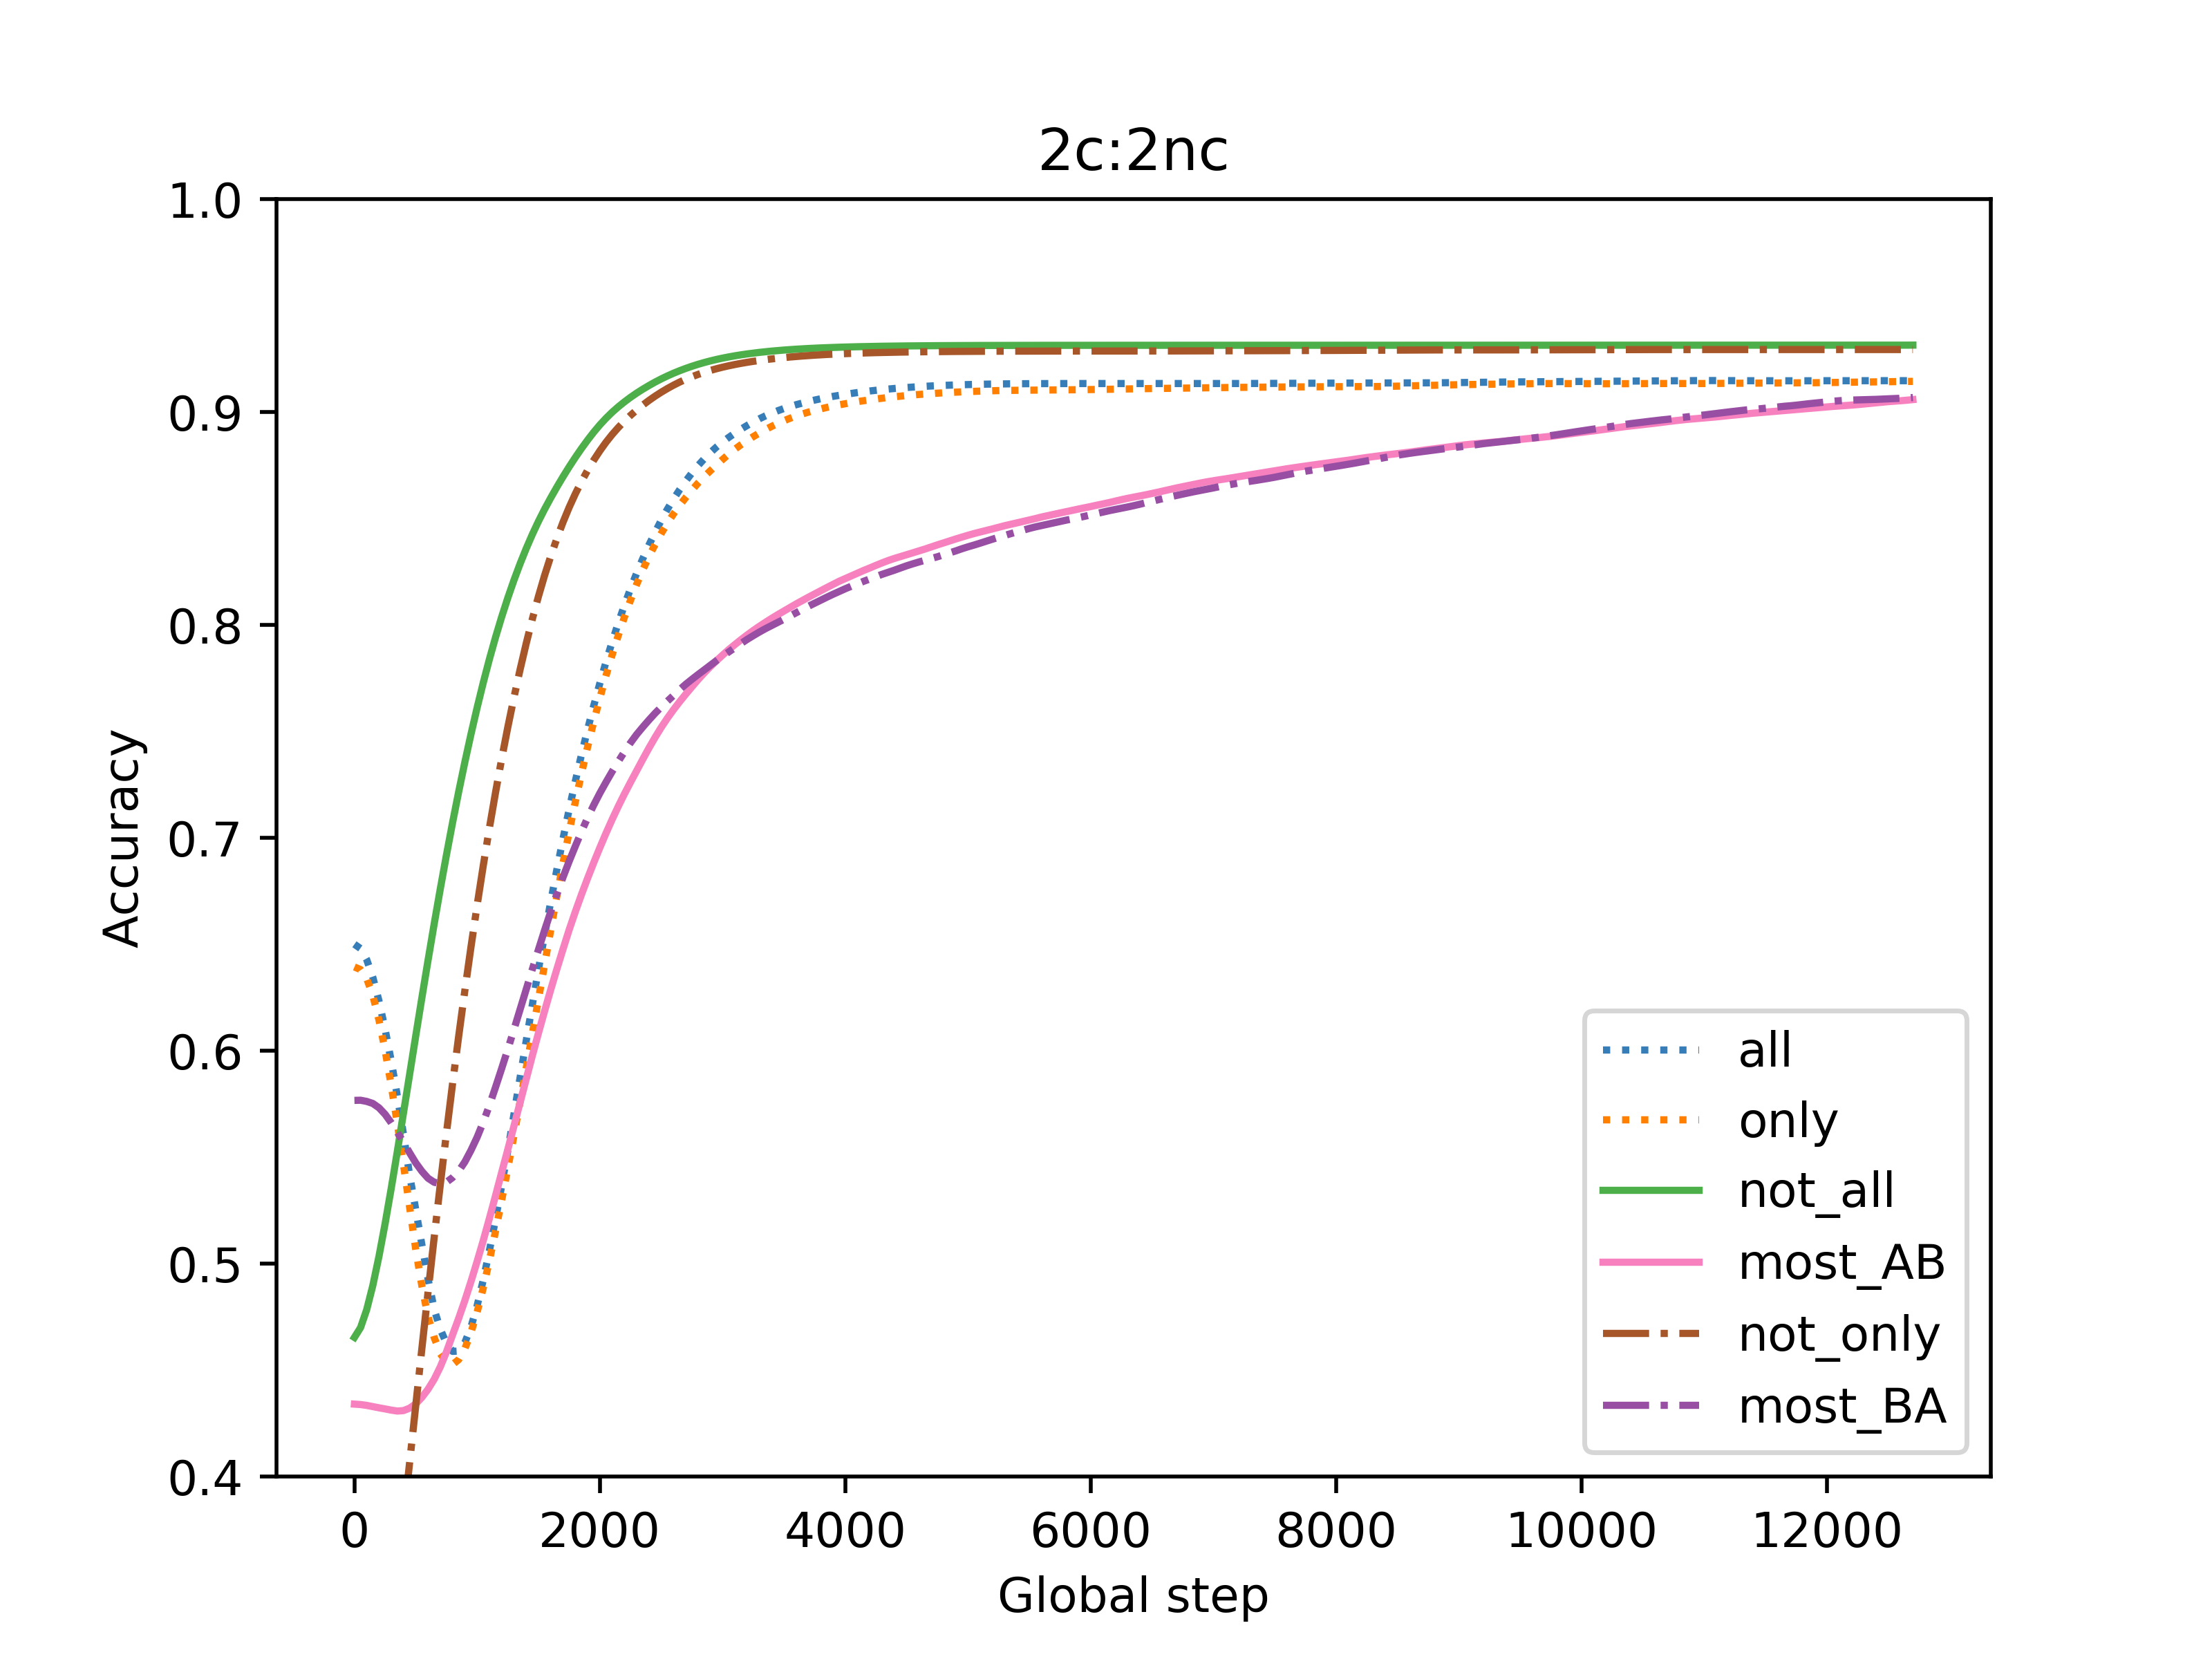 2c:2nc
1.0
0.9
0.8
0.7
0.6
0.5
0.4
Accuracy
0 2000 4000 6000 8000 10000 12000
Global step
all
only
not_all
most_AB
not_only
most_BA